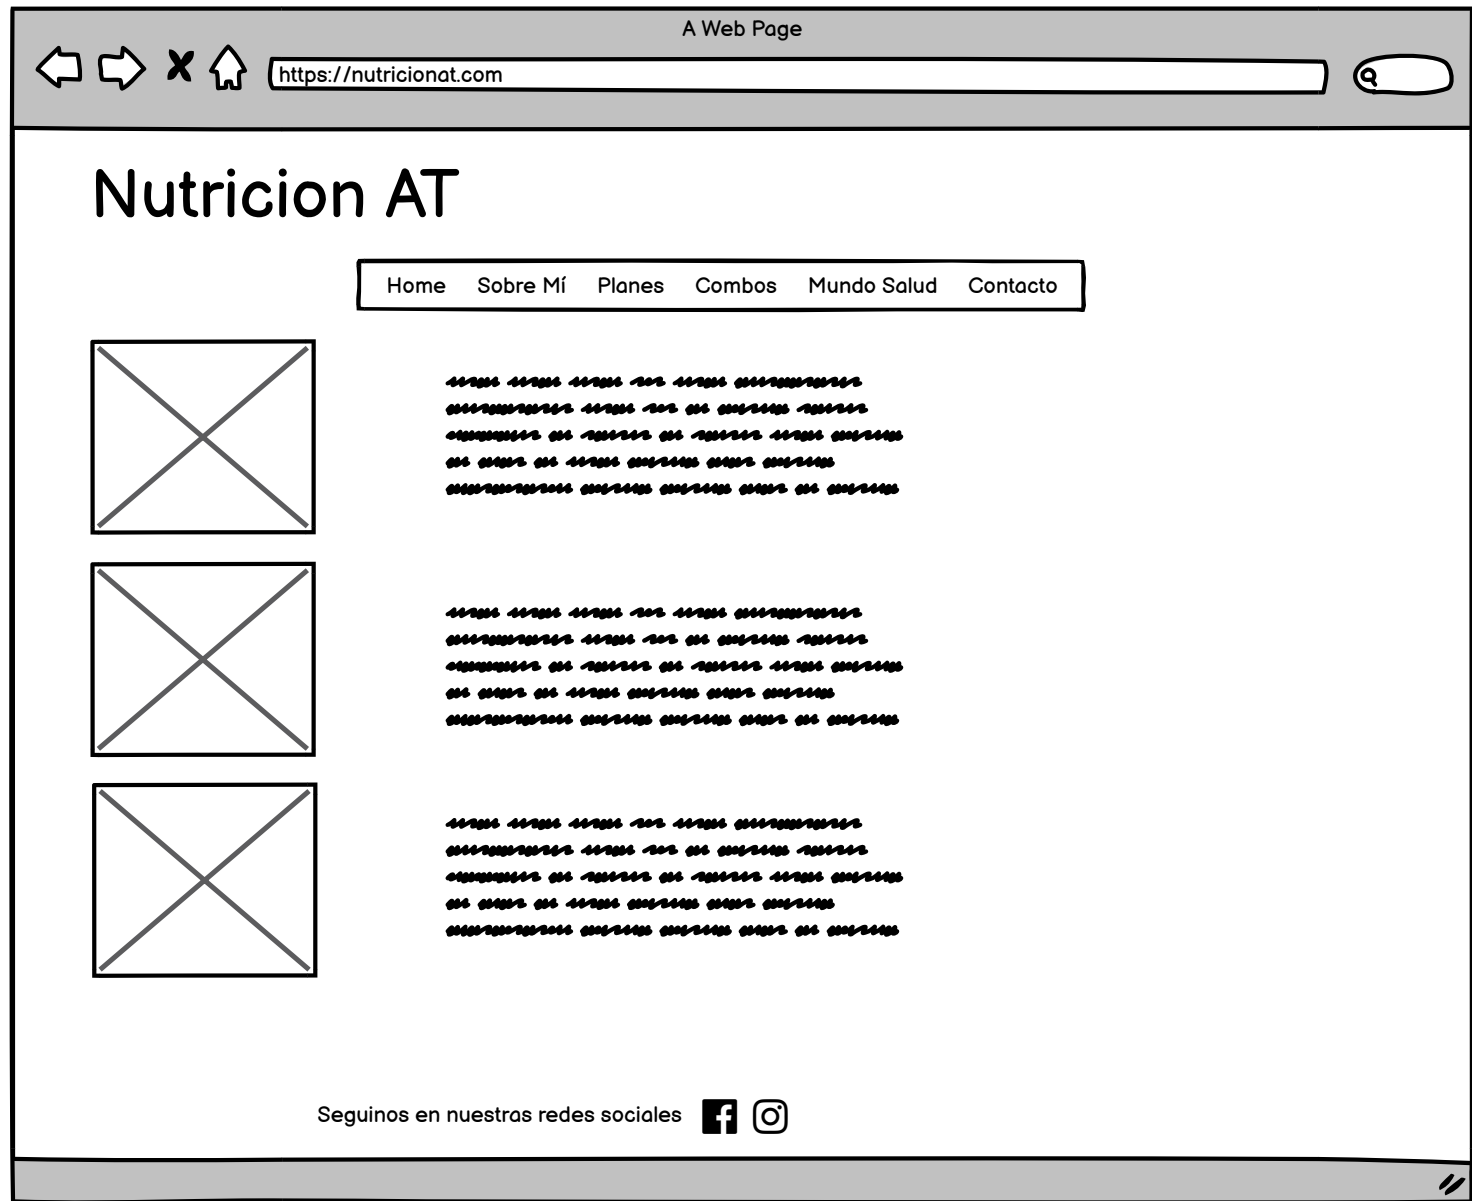 A Web Page
https://nutricionat.com
Nutricion AT
Home Sobre Mí Planes Combos Mundo Salud Contacto
Seguinos en nuestras redes sociales